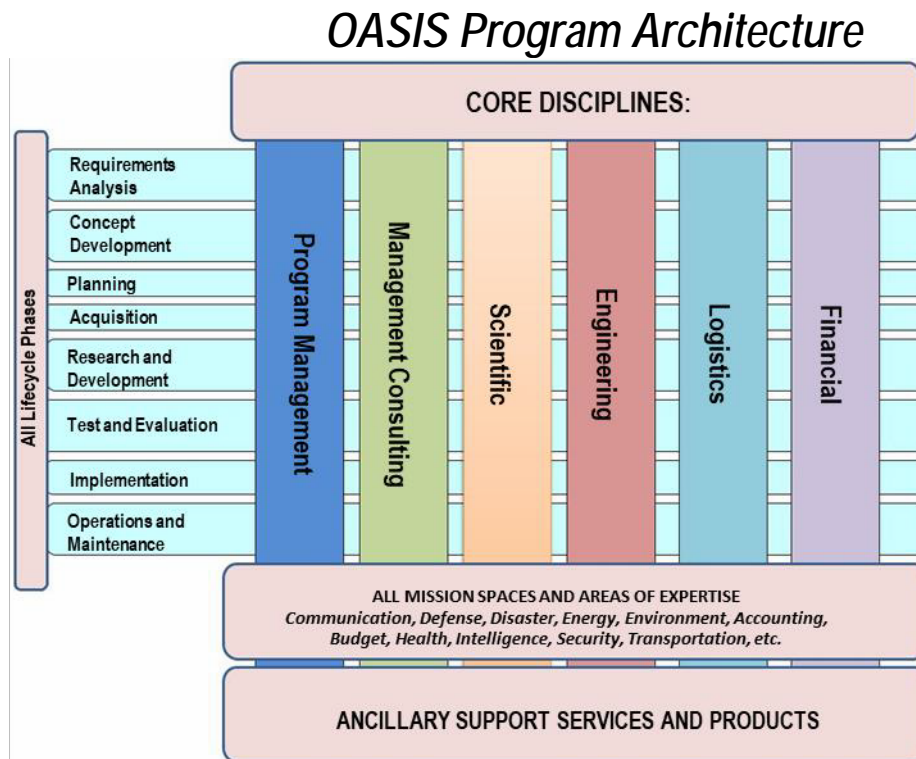 OASIS Program Architecture
CORE DISCIPLINES:
All Lifecycle Phases
Requirements
Analysis
Concept
Development
Planning
Acquisition
Research and
Development
Test and Evaluation
Implementation
Operations and
Maintenance
Program Management
Management Consulting
Scientific
Engineering
Logistics
Financial
ALL MISSION SPACES AND AREAS OF EXPERTISE
Communication, Defense, Disaster, Energy, Environment, Accounting,
Budget, Health, Intelligence, Security, Transportation, etc.
ANCILLARY SUPPORT SERVICES AND PRODUCTS